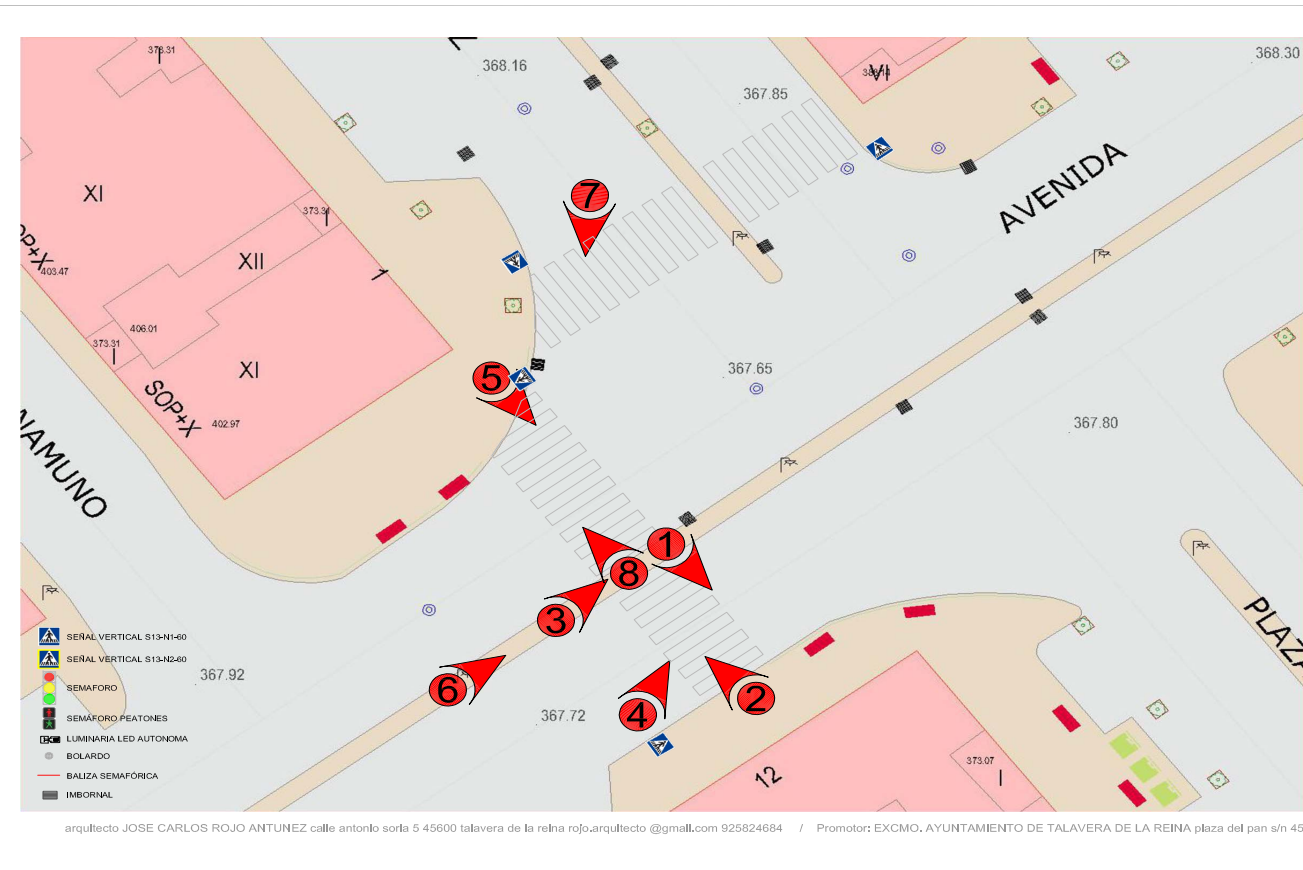 373.31
368.16
367.85
VI
368.30
XI
XII
373.31
AVENIDA
7
403.47
406.01
1
373.31
XI
SOP+X
402.97
5
367.65
367.80
NAMUNO
1
8
3
6
4
2
PLAZA
367.92
367.72
12
373.07
I
SEÑAL VERTICAL S13-N1-60
SEÑAL VERTICAL S13-N2-60
SEMAFORO
SEMÁFORO PEATONES
LUMINARIA LED AUTONOMA
BOLARDO
BALIZA SEMAFÓRICA
IMBORNAL
arquitecto JOSE CARLOS ROJO ANTUNEZ calle antonio soria 5 45600 talavera de la reina rojo.arquitecto @gmail.com 925824684 / Promotor: EXCMO. AYUNTAMIENTO DE TALAVERA DE LA REINA plaza del pan s/n 45